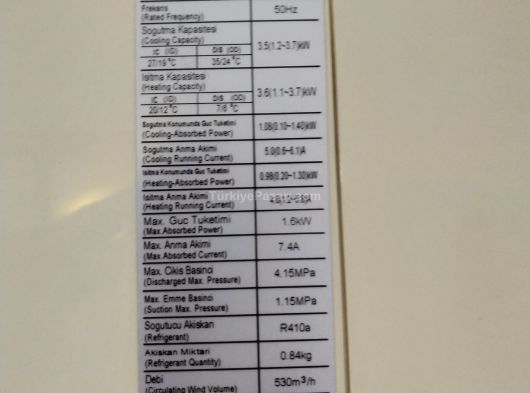 Frekans
(Rated Frequency)
50Hz
Sogutma Kapasitesi
(Cooling Capacity)
IC (ID)
DIS (OD)
27/19 °C
35/24 °C
3.5(1.2~3.7)kW
Isitma Kapasitesi
(Heating Capacity)
IC (ID)
DIS (OD)
20/12 °C
7/6 °C
3.6(1.1~3.7)kW
Sogutma Konumunda Guc Tuketimi
(Cooling-Absorbed Power)
1.08(0.10~1.40)kW
Sogutma Anma Akimi
(Cooling Running Current)
5.0(0.6~6.1)A
Isitma Konumunda Guc Tuketimi
(Heating-Absorbed Power)
0.98(0.20~1.30)kW
Isitma Anma Akimi
(Heating Running Current)
Max. Guc Tuketimi
(Max.Absorbed Power)
1.6kW
Max. Anma Akimi
(Max.Absorbed Current)
7.4A
Max. Cikis Basinci
(Discharged Max. Pressure)
4.15MPa
Max. Emme Basinci
(Suction Max. Pressure)
1.15MPa
Sogutucu Akiskan
(Refrigerant)
R410a
Akiskan Miktari
(Refrigerant Quantity)
0.84kg
Debi
(Circulating Wind Volume)
530m³/h